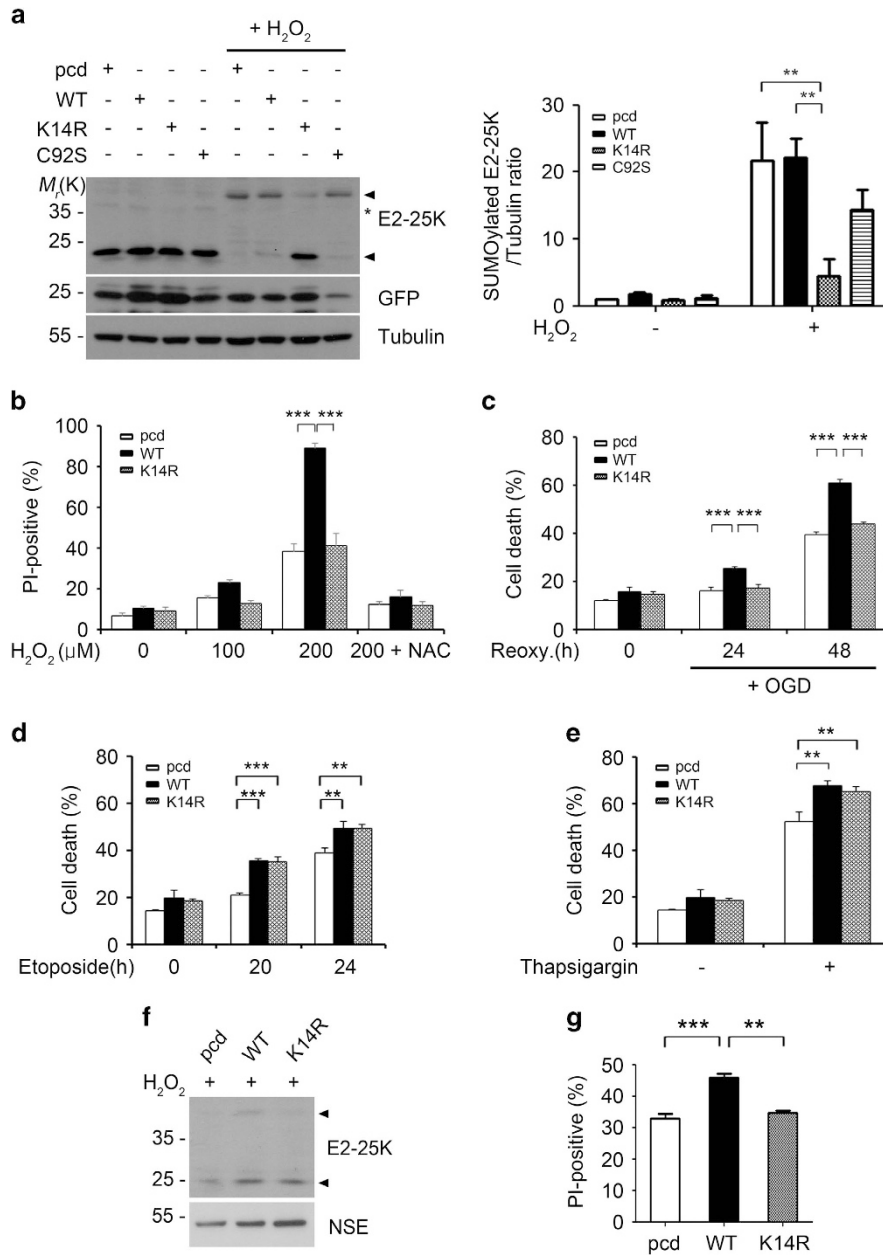 a
+ H₂O₂
pcd + - - - + - - -
WT - + - - - + - -
K14R - - + - - - + -
C92S - - - + - - - +
Mr(K)
35 -
* E2-25K
25 -
25 - GFP
55 - Tubulin
** 
**
pcd
WT
K14R
C92S
SUMOylated E2-25K
/Tubulin ratio
30
20
10
0
H₂O₂ - +
b
100
80
60
40
20
0
PI-positive (%)
pcd
WT
K14R
*** ***
H₂O₂ (μM) 0 100 200 200 + NAC
c
80
60
40
20
0
Cell death (%)
pcd
WT
K14R
*** ***
*** ***
Reoxy.(h) 0 24 48
+ OGD
d
80
60
40
20
0
Cell death (%)
pcd
WT
K14R
*** **
*** **
Etoposide(h) 0 20 24
e
80
60
40
20
0
Cell death (%)
pcd
WT
K14R
**
**
Thapsigargin - +
f
pcd WT K14R
H₂O₂ + + +
35 -
E2-25K
25 -
55 - NSE
g
*** **
50
40
30
20
10
0
PI-positive (%)
pcd WT K14R